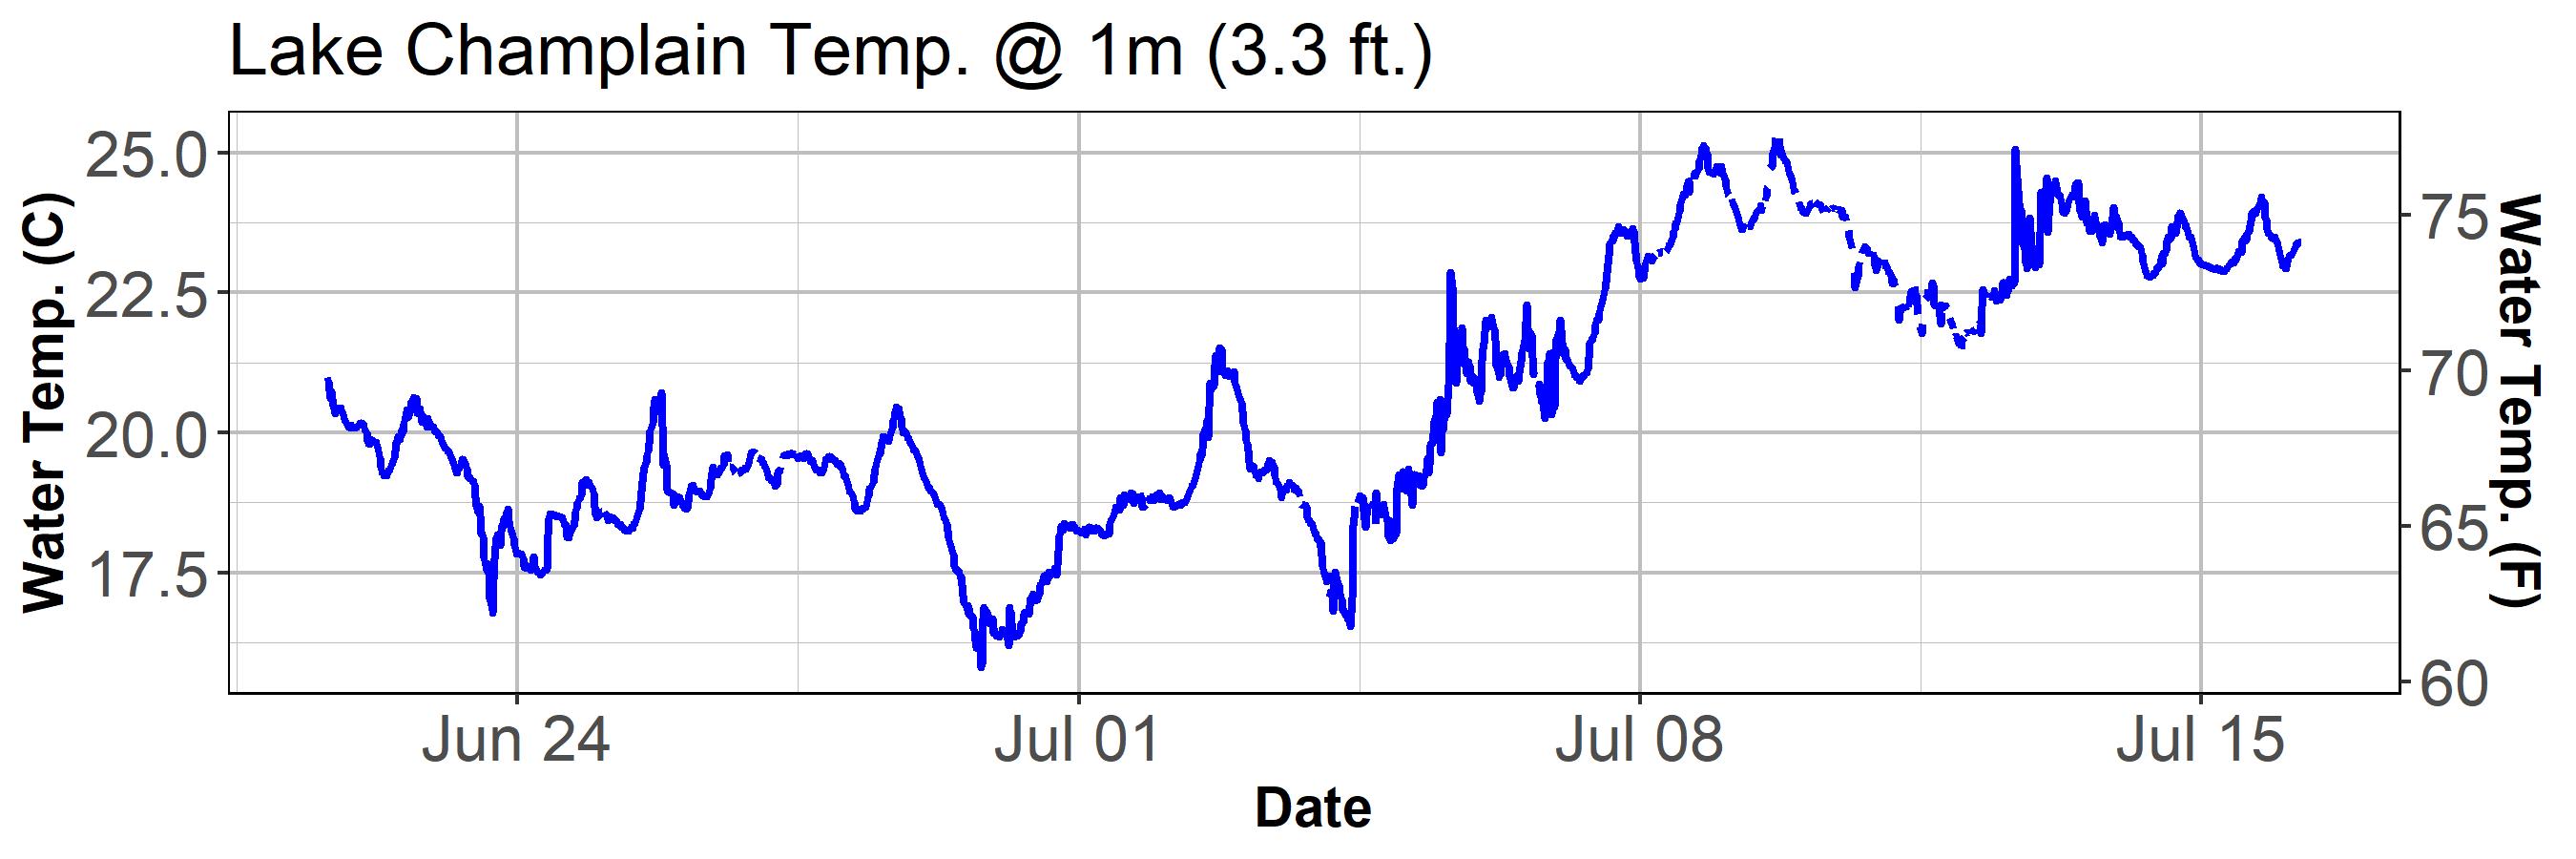 Lake Champlain Temp. @ 1m (3.3 ft.)
Water Temp. (C)
25.0
22.5
20.0
17.5
75
70
65
60
Water Temp. (F)
Jun 24
Jul 01
Jul 08
Jul 15
Date